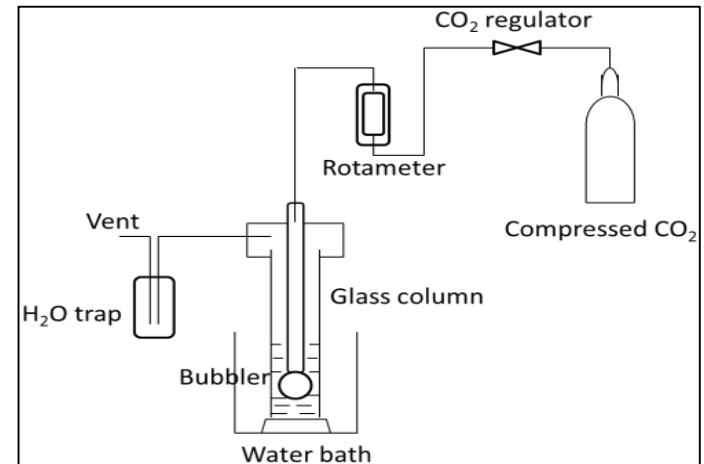 CO₂ regulator
Rotameter
Compressed CO₂
Vent
Glass column
H₂O trap
Bubbler
Water bath